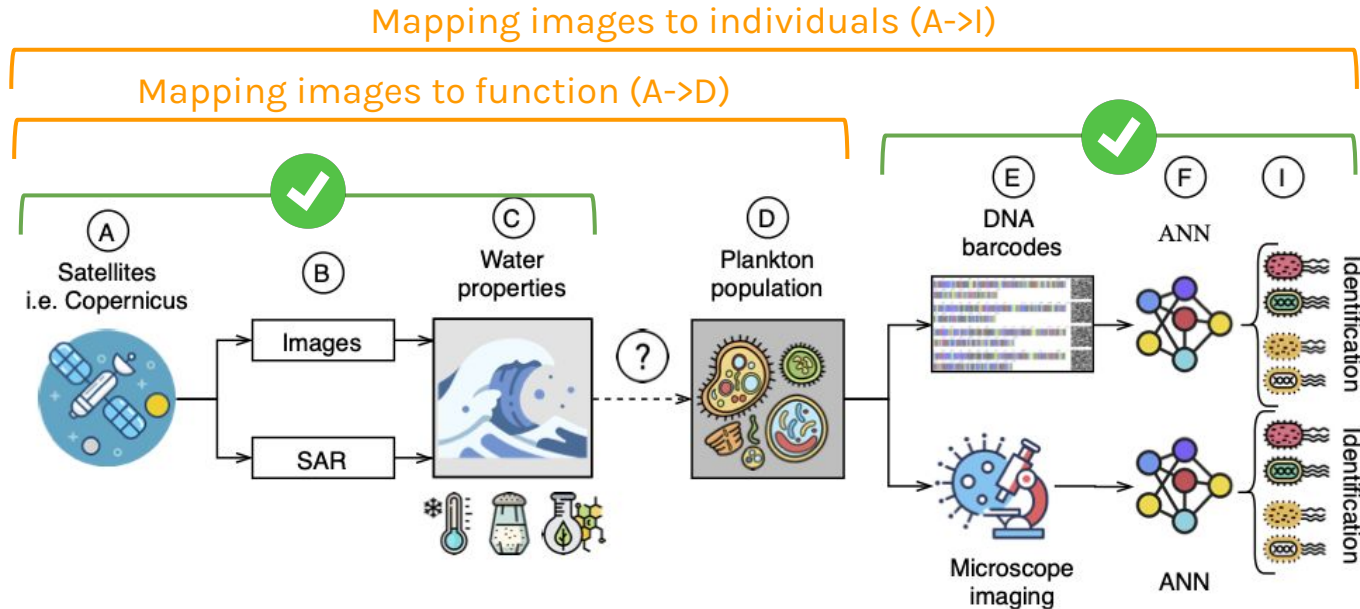 Mapping images to individuals (A->I)
Mapping images to function (A->D)
A
Satellites
i.e. Copernicus
B
Images
SAR
C
Water
properties
?
D
Plankton
population
E
DNA
barcodes
F
ANN
I
Identification
Microscope
imaging
ANN
Identification